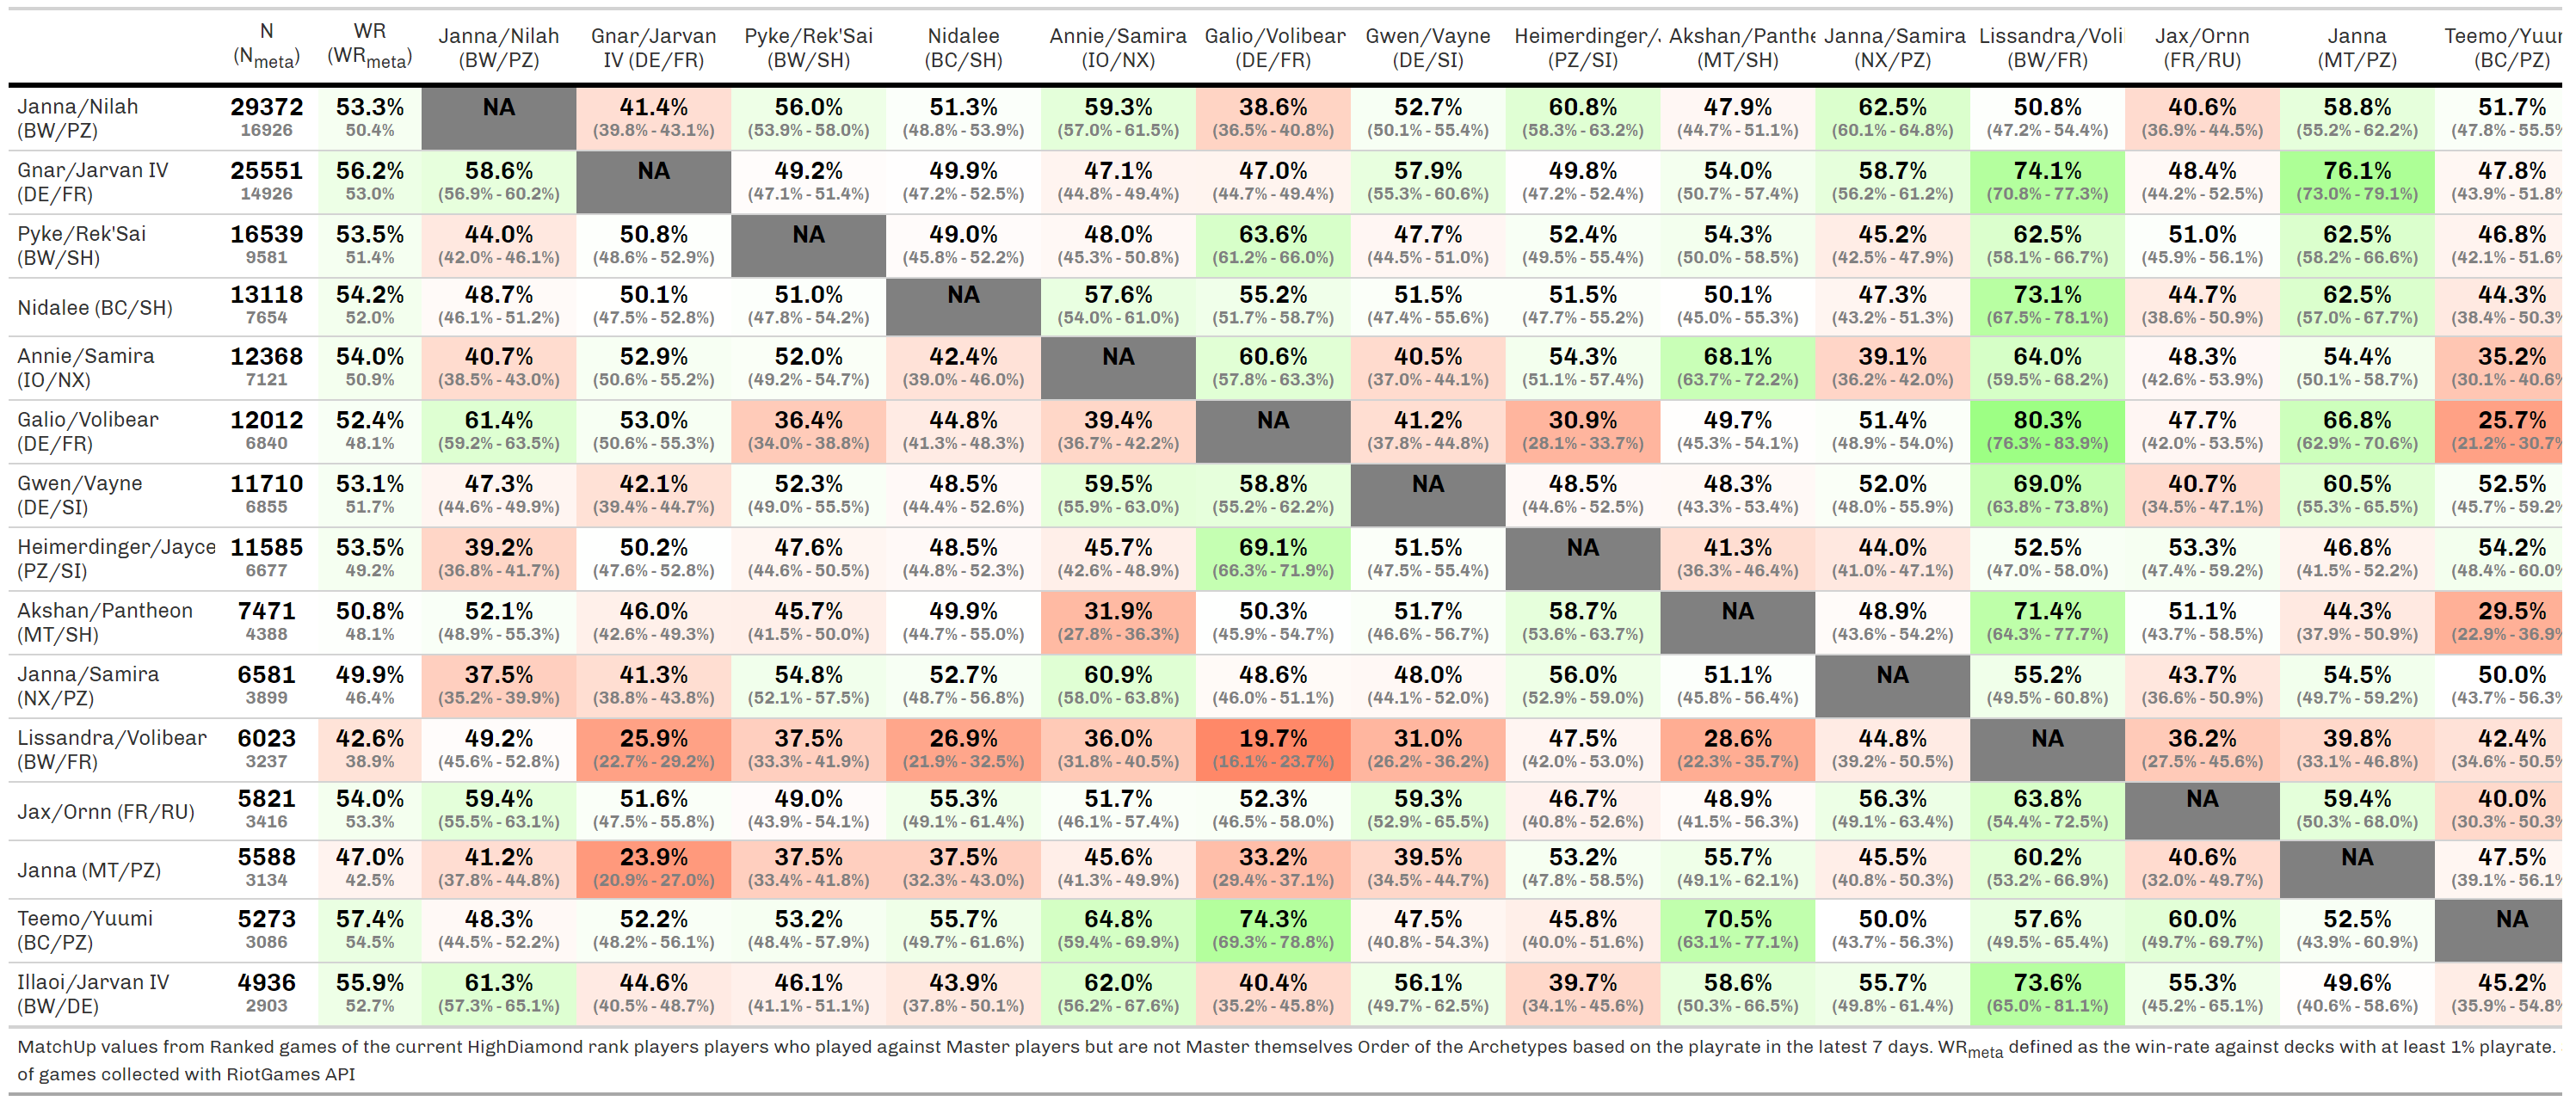 N WR Janna/Nilah Gnar/Jarvan Pyke/Rek'Sai Nidalee Annie/Samira Galio/Volibear Gwen/Vayne Heimerdinger/ Akshan/Panthe Janna/Samira Lissandra/Voli Jax/Ornn Janna Teemo/Yuur
(Nmeta) (WRmeta) (BW/PZ) IV (DE/FR) (BW/SH) (BC/SH) (IO/NX) (DE/FR) (DE/SI) (PZ/SI) (MT/SH) (NX/PZ) (BW/FR) (FR/RU) (MT/PZ) (BC/PZ)
Janna/Nilah 29372 53.3% NA 41.4% 56.0% 51.3% 59.3% 38.6% 52.7% 60.8% 47.9% 62.5% 50.8% 40.6% 58.8% 51.7%
(BW/PZ) 16926 50.4% (39.8% - 43.1%) (53.9% - 58.0%) (48.8% - 53.9%) (57.0% - 61.5%) (36.5% - 40.8%) (50.1% - 55.4%) (58.3% - 63.2%) (44.7% - 51.1%) (60.1% - 64.8%) (47.2% - 54.4%) (36.9% - 44.5%) (55.2% - 62.2%) (47.8% - 55.5%
Gnar/Jarvan IV 25551 56.2% 58.6% NA 49.2% 49.9% 47.1% 47.0% 57.9% 49.8% 54.0% 58.7% 74.1% 48.4% 76.1% 47.8%
(DE/FR) 14926 53.0% (56.9% - 60.2%) (47.1% - 51.4%) (47.2% - 52.5%) (44.8% - 49.4%) (44.7% - 49.4%) (55.3% - 60.6%) (47.2% - 52.4%) (50.7% - 57.4%) (56.2% - 61.2%) (70.8% - 77.3%) (44.2% - 52.5%) (73.0% - 79.1%) (43.9% - 51.8%
Pyke/Rek'Sai 16539 53.5% 44.0% 50.8% NA 49.0% 48.0% 63.6% 47.7% 52.4% 54.3% 45.2% 62.5% 51.0% 62.5% 46.8%
(BW/SH) 9581 51.4% (42.0% - 46.1%) (48.6% - 52.9%) (45.8% - 52.2%) (45.3% - 50.8%) (61.2% - 66.0%) (44.5% - 51.0%) (49.5% - 55.4%) (50.0% - 58.5%) (42.5% - 47.9%) (58.1% - 66.7%) (45.9% - 56.1%) (58.2% - 66.6%) (42.1% - 51.6%
Nidalee (BC/SH) 13118 54.2% 48.7% 50.1% 51.0% NA 57.6% 55.2% 51.5% 51.5% 50.1% 47.3% 73.1% 44.7% 62.5% 44.3%
7654 52.0% (46.1% - 51.2%) (47.5% - 52.8%) (47.8% - 54.2%) (54.0% - 61.0%) (51.7% - 58.7%) (47.4% - 55.6%) (47.7% - 55.2%) (45.0% - 55.3%) (43.2% - 51.3%) (67.5% - 78.1%) (38.6% - 50.9%) (57.0% - 67.7%) (38.4% - 50.3%
Annie/Samira 12368 54.0% 40.7% 52.9% 52.0% 42.4% NA 60.6% 40.5% 54.3% 68.1% 39.1% 64.0% 48.3% 54.4% 35.2%
(IO/NX) 7121 50.9% (38.5% - 43.0%) (50.6% - 55.2%) (49.2% - 54.7%) (39.0% - 46.0%) (57.8% - 63.3%) (37.0% - 44.1%) (51.1% - 57.4%) (63.7% - 72.2%) (36.2% - 42.0%) (59.5% - 68.2%) (42.6% - 53.9%) (50.1% - 58.7%) (30.1% - 40.6%
Galio/Volibear 12012 52.4% 61.4% 53.0% 36.4% 44.8% 39.4% NA 41.2% 30.9% 49.7% 51.4% 80.3% 47.7% 66.8% 25.7%
(DE/FR) 6840 48.1% (59.2% - 63.5%) (50.6% - 55.3%) (34.0% - 38.8%) (41.3% - 48.3%) (36.7% - 42.2%) (37.8% - 44.8%) (28.1% - 33.7%) (45.3% - 54.1%) (48.9% - 54.0%) (76.3% - 83.9%) (42.0% - 53.5%) (62.9% - 70.6%) (21.2% - 30.7%
Gwen/Vayne 11710 53.1% 47.3% 42.1% 52.3% 48.5% 59.5% 58.8% NA 48.5% 48.3% 52.0% 69.0% 40.7% 60.5% 52.5%
(DE/SI) 6855 51.7% (44.6% - 49.9%) (39.4% - 44.7%) (49.0% - 55.5%) (44.4% - 52.6%) (55.9% - 63.0%) (55.2% - 62.2%) (44.6% - 52.5%) (43.3% - 53.4%) (48.0% - 55.9%) (63.8% - 73.8%) (34.5% - 47.1%) (55.3% - 65.5%) (45.7% - 59.2%
Heimerdinger/Jayce 11585 53.5% 39.2% 50.2% 47.6% 48.5% 45.7% 69.1% 51.5% NA 41.3% 44.0% 52.5% 53.3% 46.8% 54.2%
(PZ/SI) 6677 49.2% (36.8% - 41.7%) (47.6% - 52.8%) (44.6% - 50.5%) (44.8% - 52.3%) (42.6% - 48.9%) (66.3% - 71.9%) (47.5% - 55.4%) (36.3% - 46.4%) (41.0% - 47.1%) (47.0% - 58.0%) (47.4% - 59.2%) (41.5% - 52.2%) (48.4% - 60.0%
Akshan/Pantheon 7471 50.8% 52.1% 46.0% 45.7% 49.9% 31.9% 50.3% 51.7% 58.7% NA 48.9% 71.4% 51.1% 44.3% 29.5%
(MT/SH) 4388 48.1% (48.9% - 55.3%) (42.6% - 49.3%) (41.5% - 50.0%) (44.7% - 55.0%) (27.8% - 36.3%) (45.9% - 54.7%) (46.6% - 56.7%) (53.6% - 63.7%) (43.6% - 54.2%) (64.3% - 77.7%) (43.7% - 58.5%) (37.9% - 50.9%) (22.9% - 36.9%
Janna/Samira 6581 49.9% 37.5% 41.3% 54.8% 52.7% 60.9% 48.6% 48.0% 56.0% 51.1% NA 55.2% 43.7% 54.5% 50.0%
(NX/PZ) 3899 46.4% (35.2% - 39.9%) (38.8% - 43.8%) (52.1% - 57.5%) (48.7% - 56.8%) (58.0% - 63.8%) (46.0% - 51.1%) (44.1% - 52.0%) (52.9% - 59.0%) (45.8% - 56.4%) (49.5% - 60.8%) (36.6% - 50.9%) (49.7% - 59.2%) (43.7% - 56.3%
Lissandra/Volibear 6023 42.6% 49.2% 25.9% 37.5% 26.9% 36.0% 19.7% 31.0% 47.5% 28.6% 44.8% NA 36.2% 39.8% 42.4%
(BW/FR) 3237 38.9% (45.6% - 52.8%) (22.7% - 29.2%) (33.3% - 41.9%) (21.9% - 32.5%) (31.8% - 40.5%) (16.1% - 23.7%) (26.2% - 36.2%) (42.0% - 53.0%) (22.3% - 35.7%) (39.2% - 50.5%) (27.5% - 45.6%) (33.1% - 46.8%) (34.6% - 50.5%
Jax/Ornn (FR/RU) 5821 54.0% 59.4% 51.6% 49.0% 55.3% 51.7% 52.3% 59.3% 46.7% 48.9% 56.3% 63.8% NA 59.4% 40.0%
3416 53.3% (55.5% - 63.1%) (47.5% - 55.8%) (43.9% - 54.1%) (49.1% - 61.4%) (46.1% - 57.4%) (46.5% - 58.0%) (52.9% - 65.5%) (40.8% - 52.6%) (41.5% - 56.3%) (49.1% - 63.4%) (54.4% - 72.5%) (50.3% - 68.0%) (30.3% - 50.3%
Janna (MT/PZ) 5588 47.0% 41.2% 23.9% 37.5% 37.5% 45.6% 33.2% 39.5% 53.2% 55.7% 45.5% 60.2% 40.6% NA 47.5%
3134 42.5% (37.8% - 44.8%) (20.9% - 27.0%) (33.4% - 41.8%) (32.3% - 43.0%) (41.3% - 49.9%) (29.4% - 37.1%) (34.5% - 44.7%) (47.8% - 58.5%) (49.1% - 62.1%) (40.8% - 50.3%) (53.2% - 66.9%) (32.0% - 49.7%) (39.1% - 56.1%
Teemo/Yuumi 5273 57.4% 48.3% 52.2% 53.2% 55.7% 64.8% 74.3% 47.5% 45.8% 70.5% 50.0% 57.6% 60.0% 52.5% NA
(BC/PZ) 3086 54.5% (44.5% - 52.2%) (48.2% - 56.1%) (48.4% - 57.9%) (49.7% - 61.6%) (59.4% - 69.9%) (69.3% - 78.8%) (40.8% - 54.3%) (40.0% - 51.6%) (63.1% - 77.1%) (43.7% - 56.3%) (49.5% - 65.4%) (49.7% - 69.7%) (43.9% - 60.9%)
Illaoi/Jarvan IV 4936 55.9% 61.3% 44.6% 46.1% 43.9% 62.0% 40.4% 56.1% 39.7% 58.6% 55.7% 73.6% 55.3% 49.6% 45.2%
(BW/DE) 2903 52.7% (57.3% - 65.1%) (40.5% - 48.7%) (41.1% - 51.1%) (37.8% - 50.1%) (56.2% - 67.6%) (35.2% - 45.8%) (49.7% - 62.5%) (34.1% - 45.6%) (50.3% - 66.5%) (49.8% - 61.4%) (65.0% - 81.1%) (45.2% - 65.1%) (40.6% - 58.6%) (35.9% - 54.8%
MatchUp values from Ranked games of the current HighDiamond rank players players who played against Master players but are not Master themselves Order of the Archetypes based on the playrate in the latest 7 days. WRmeta defined as the win-rate against decks with at least 1% playrate.
of games collected with RiotGames API